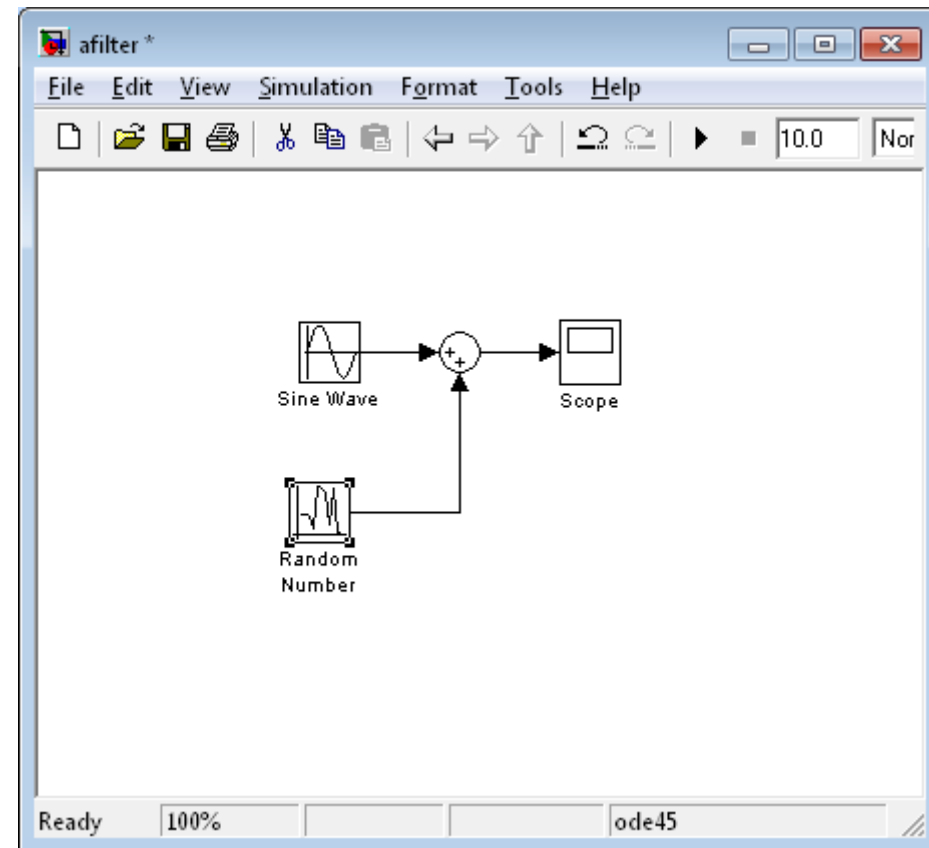 afilter *
File Edit View Simulation Format Tools Help
10.0 Nor
Sine Wave
++
Scope
Random
Number
Ready 100% ode45